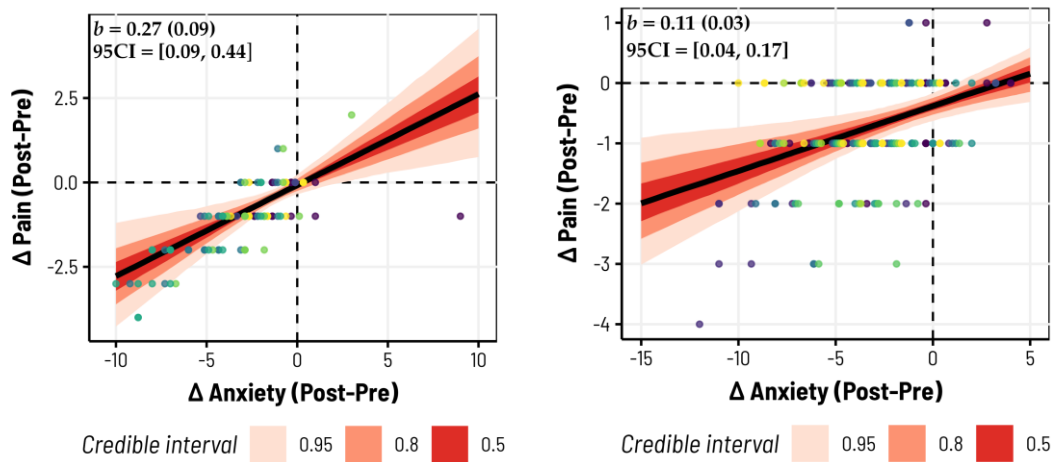 b = 0.27 (0.09)
95CI = [0.09, 0.44]
2.5
0.0
-2.5
Δ Pain (Post-Pre)
-10
-5
0
5
10
Δ Anxiety (Post-Pre)
Credible interval 0.95 0.8 0.5
b = 0.11 (0.03)
95CI = [0.04, 0.17]
1
0
-1
-2
-3
-4
Δ Pain (Post-Pre)
-15
-10
-5
0
5
Δ Anxiety (Post-Pre)
Credible interval 0.95 0.8 0.5